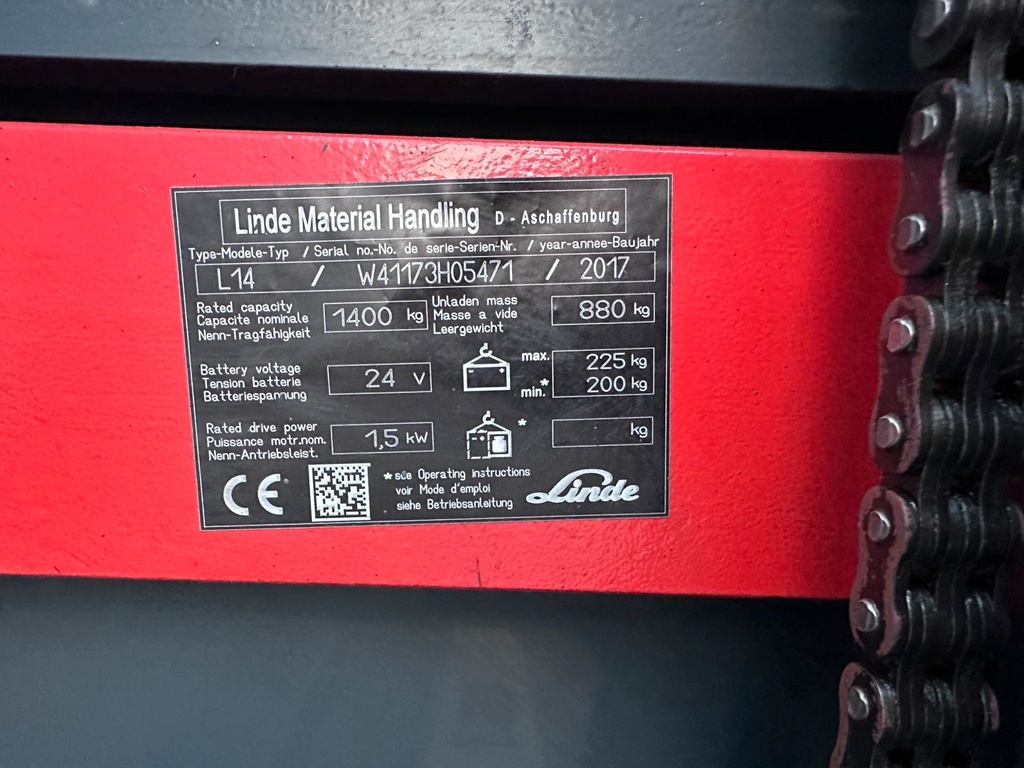 Linde Material Handling D - Aschaffenburg
Type-Modele-Typ / Serial no.-No. de serie-Serien-Nr. / year-annee-Baujahr
L14 / W41173H05471 / 2017
Rated capacity
Capacite nominale
Nenn-Tragfähigkeit
1400 kg
Unladen mass
Masse a vide
Leergewicht
880 kg
Battery voltage
Tension batterie
Batteriespannung
24 V
max. 225 kg
min.* 200 kg
Rated drive power
Puissance motr.nom.
Nenn-Antriebsleist.
1,5 kW
* kg
CE
* see Operating instructions
voir Mode d'emploi
siehe Betriebsanleitung
Linde